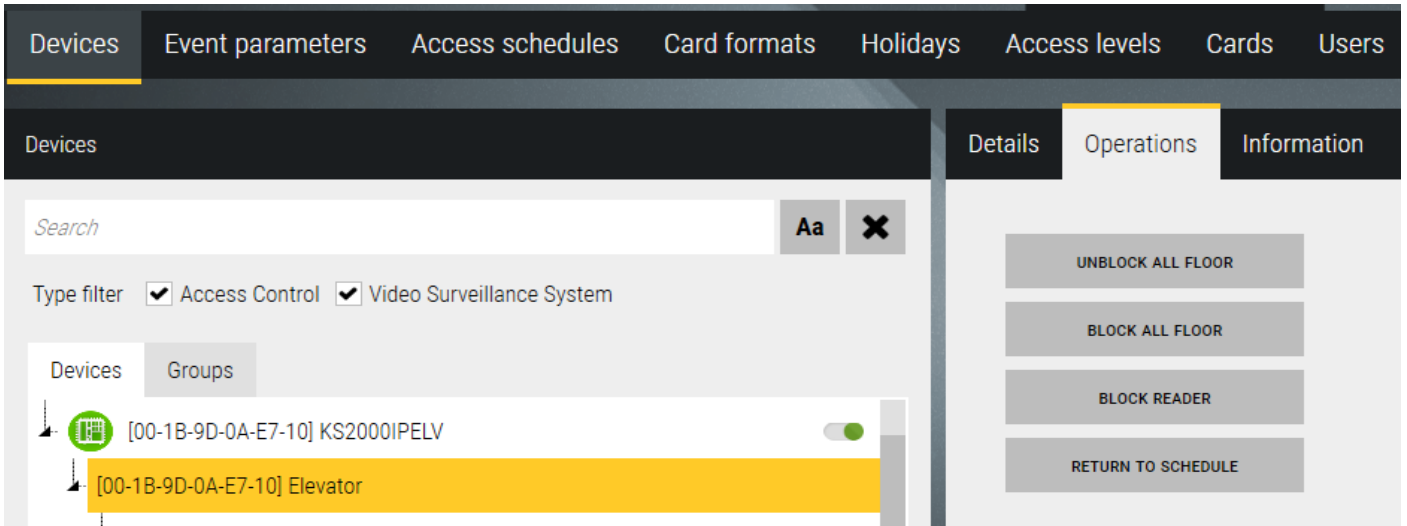 Devices Event parameters Access schedules Card formats Holidays Access levels Cards Users
Devices
Search Aa
Type filter Access Control Video Surveillance System
Devices Groups
[00-1B-9D-0A-E7-10] KS2000IPELV
[00-1B-9D-0A-E7-10] Elevator
Details Operations Information
UNBLOCK ALL FLOOR
BLOCK ALL FLOOR
BLOCK READER
RETURN TO SCHEDULE